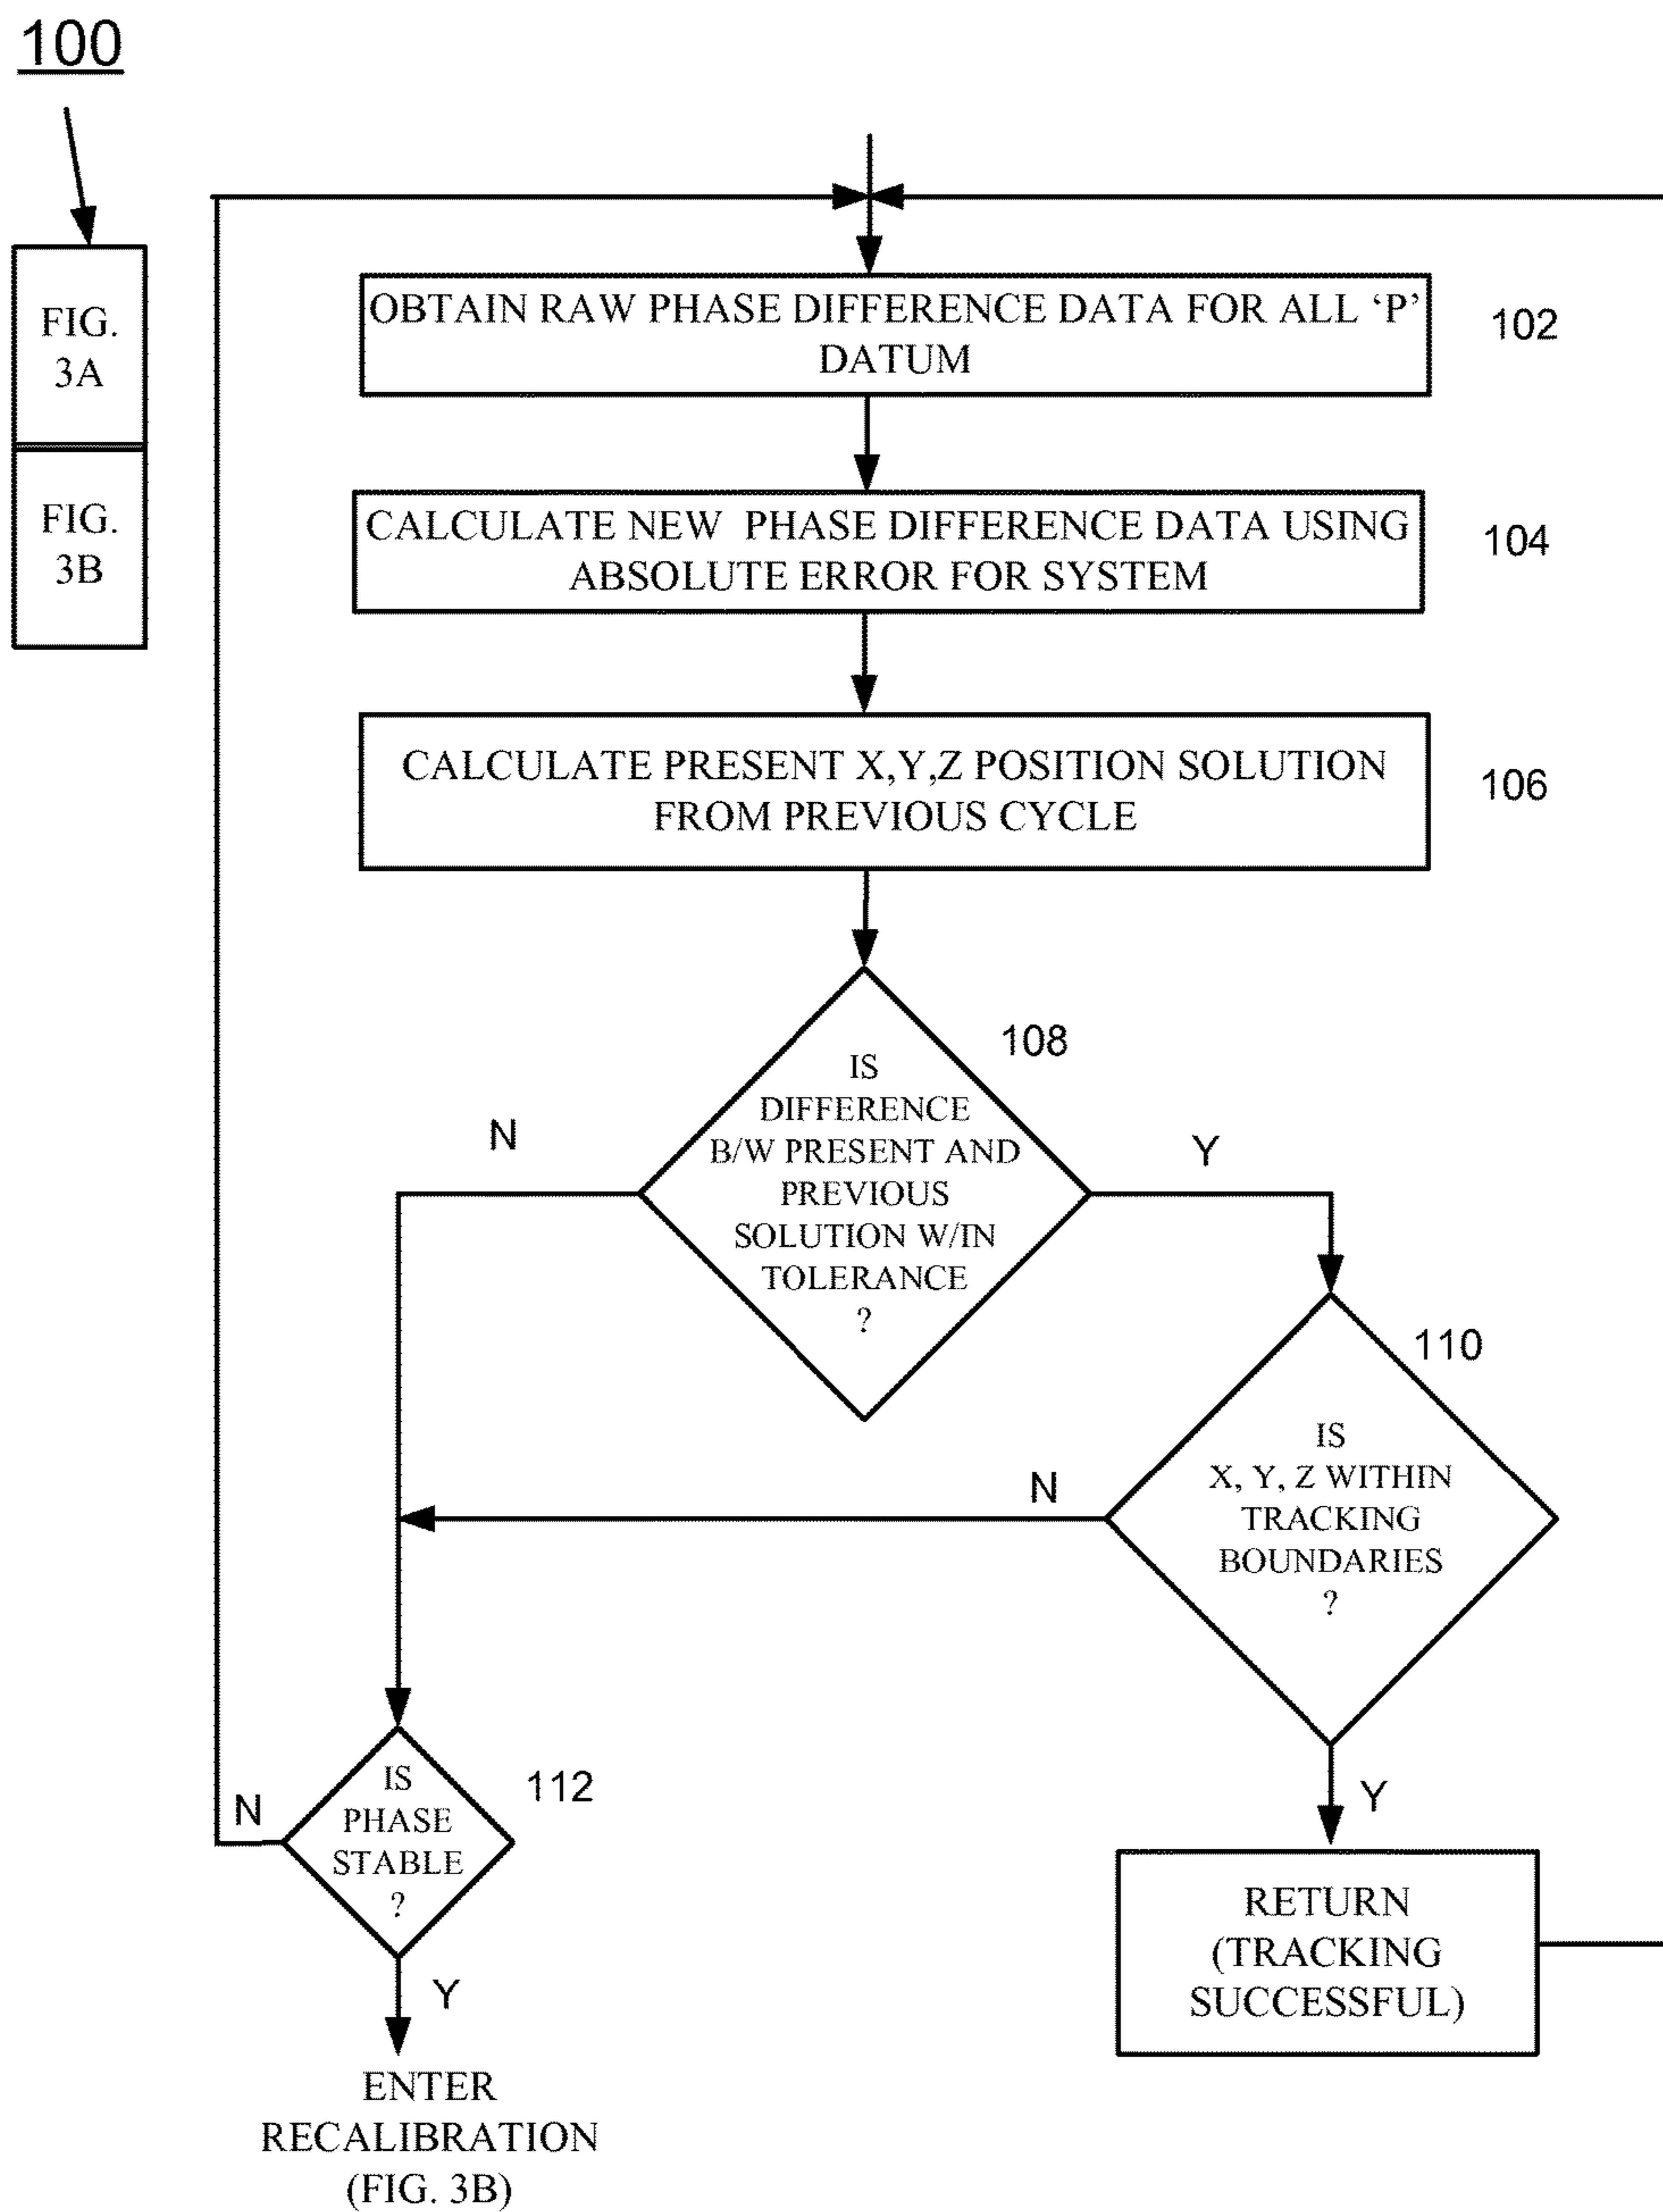 100
FIG.
3A
FIG.
3B
OBTAIN RAW PHASE DIFFERENCE DATA FOR ALL ‘P’
DATUM
102
CALCULATE NEW PHASE DIFFERENCE DATA USING
ABSOLUTE ERROR FOR SYSTEM
104
CALCULATE PRESENT X,Y,Z POSITION SOLUTION
FROM PREVIOUS CYCLE
106
108
IS
DIFFERENCE
B/W PRESENT AND
PREVIOUS
SOLUTION W/IN
TOLERANCE
?
N
Y
110
IS
X, Y, Z WITHIN
TRACKING
BOUNDARIES
?
N
Y
112
IS
PHASE
STABLE
?
N
Y
RETURN
(TRACKING
SUCCESSFUL)
ENTER
RECALIBRATION
(FIG. 3B)